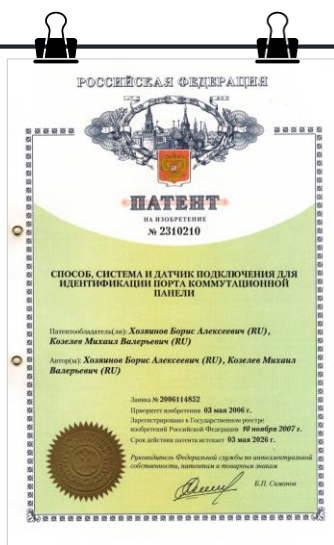 РОССИЙСКАЯ ФЕДЕРАЦИЯ
ПАТЕНТ
НА ИЗОБРЕТЕНИЕ
№ 2310210
СПОСОБ, СИСТЕМА И ДАТЧИК ПОДКЛЮЧЕНИЯ ДЛЯ
ИДЕНТИФИКАЦИИ ПОРТА КОММУТАЦИОННОЙ
ПАНЕЛИ
Патентообладатель(ли): Хозяинов Борис Алексеевич (RU),
Козелев Михаил Валерьевич (RU)
Автор(ы): Хозяинов Борис Алексеевич (RU), Козелев Михаил
Валерьевич (RU)
Заявка № 2006114852
Приоритет изобретения 03 мая 2006 г.
Зарегистрировано в Государственном реестре
изобретений Российской Федерации 10 ноября 2007 г.
Срок действия патента истекает 03 мая 2026 г.
Руководитель Федеральной службы по интеллектуальной
собственности, патентам и товарным знакам
Б.П. Симонов